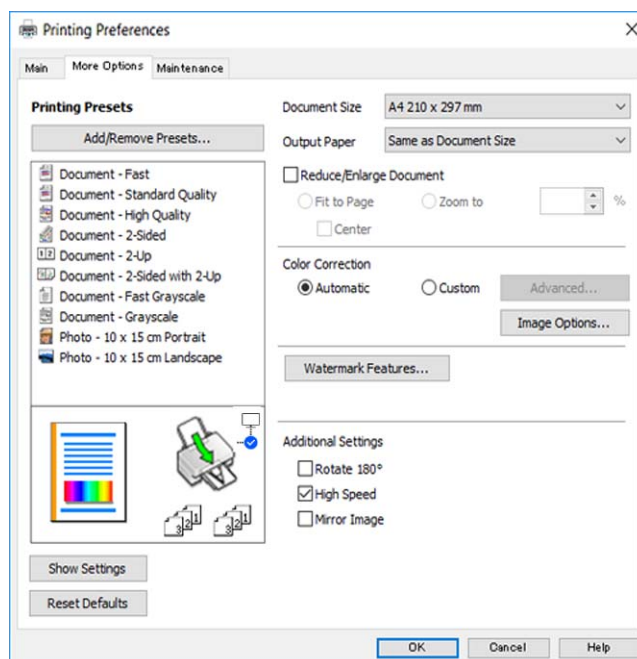 Printing Preferences
Main
More Options
Maintenance
Printing Presets
Add/Remove Presets...
Document - Fast
Document - Standard Quality
Document - High Quality
Document - 2-Sided
Document - 2-Up
Document - 2-Sided with 2-Up
Document - Fast Grayscale
Document - Grayscale
Photo - 10 x 15 cm Portrait
Photo - 10 x 15 cm Landscape
Show Settings
Reset Defaults
Document Size
A4 210 x 297 mm
Output Paper
Same as Document Size
Reduce/Enlarge Document
Fit to Page
Zoom to
%
Center
Color Correction
Automatic
Custom
Advanced...
Image Options...
Watermark Features...
Additional Settings
Rotate 180°
High Speed
Mirror Image
OK
Cancel
Help